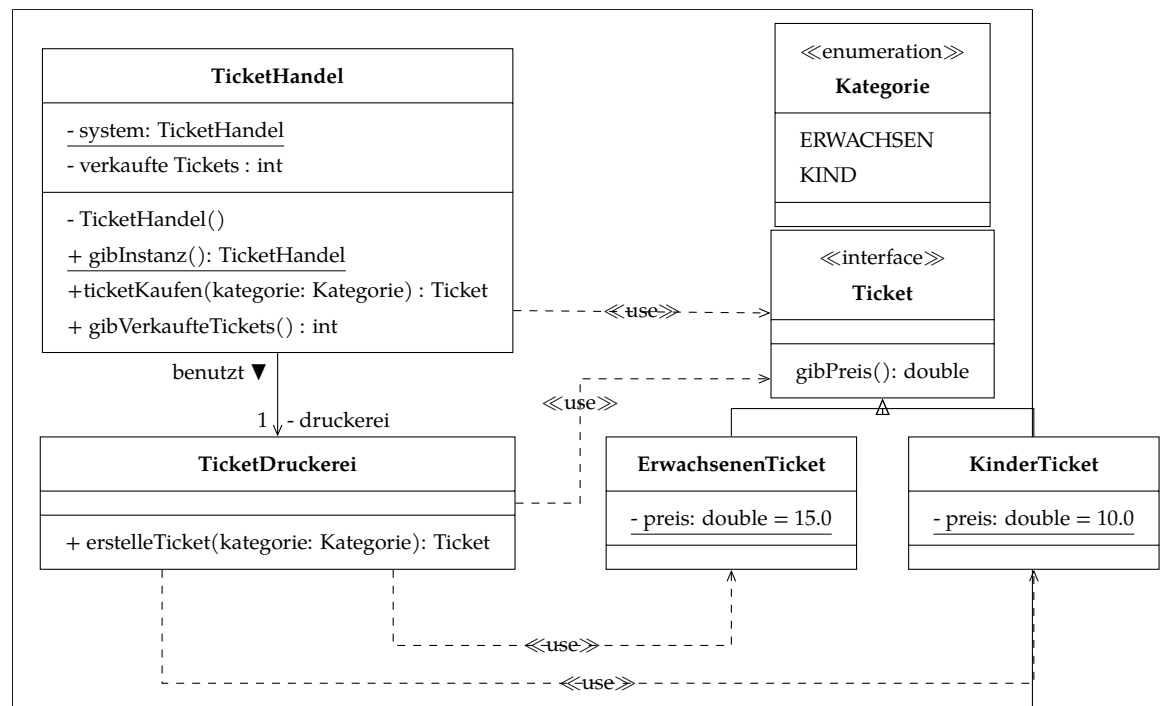 TicketHandel
- system: TicketHandel
- verkaufte Tickets : int
- TicketHandel()
+ gibInstanz(): TicketHandel
+ticketKaufen(kategorie: Kategorie) : Ticket
+ gibVerkaufteTickets() : int
≪enumeration≫
Kategorie
ERWACHSEN
KIND
≪interface≫
Ticket
gibPreis(): double
≪use≫
benutzt ▼
1 - druckerei
≪use≫
TicketDruckerei
+ erstelleTicket(kategorie: Kategorie): Ticket
ErwachsenenTicket
- preis: double = 15.0
KinderTicket
- preis: double = 10.0
≪use≫
≪use≫